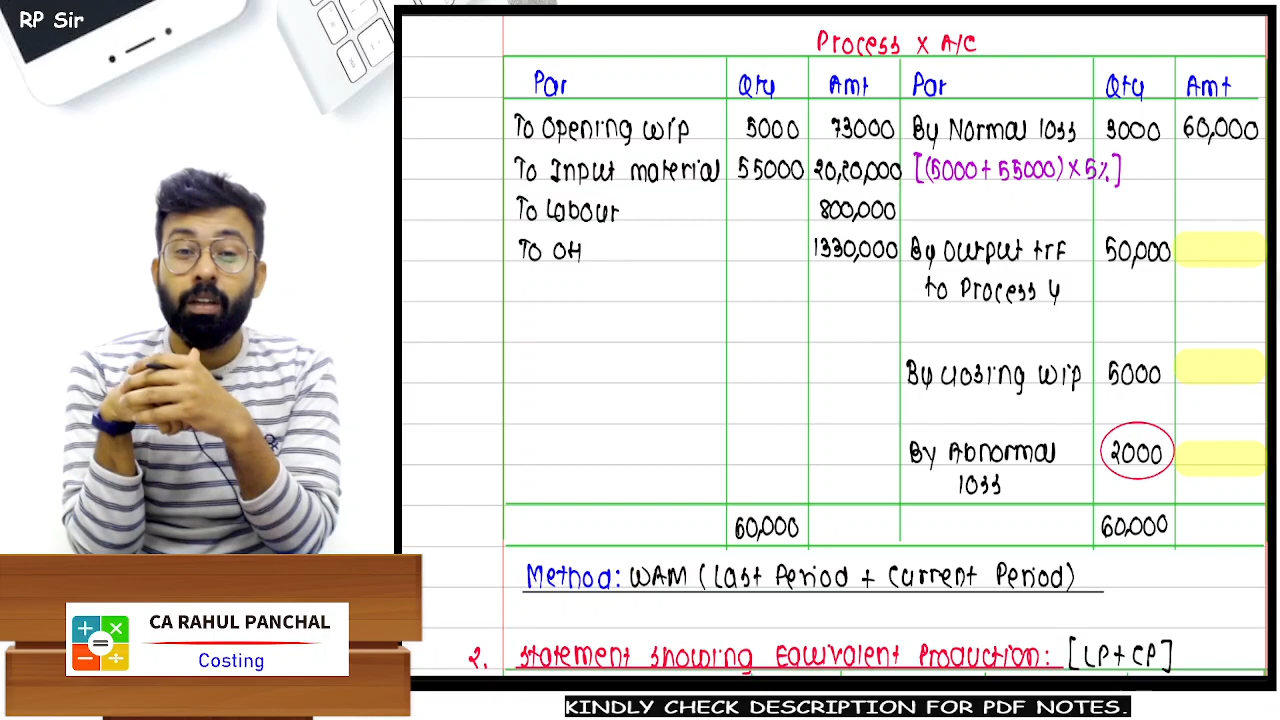 RP Sir
Process X A/C
Par Qty Amt Par Qty Amt
To Opening wip 5000 73000 By Normal loss 3000 60,000
To Input material 55000 20,20,000 [(5000+55000)×5%]
To Labour 800,000
To OH 1330,000 By Output trf 50,000
to Process y
By closing wip 5000
By Abnormal 2000
loss
60,000 60,000
Method: WAM (Last Period + Current Period)
2. Statement showing Equivalent Production: [LP+CP]
CA RAHUL PANCHAL
Costing
KINDLY CHECK DESCRIPTION FOR PDF NOTES.